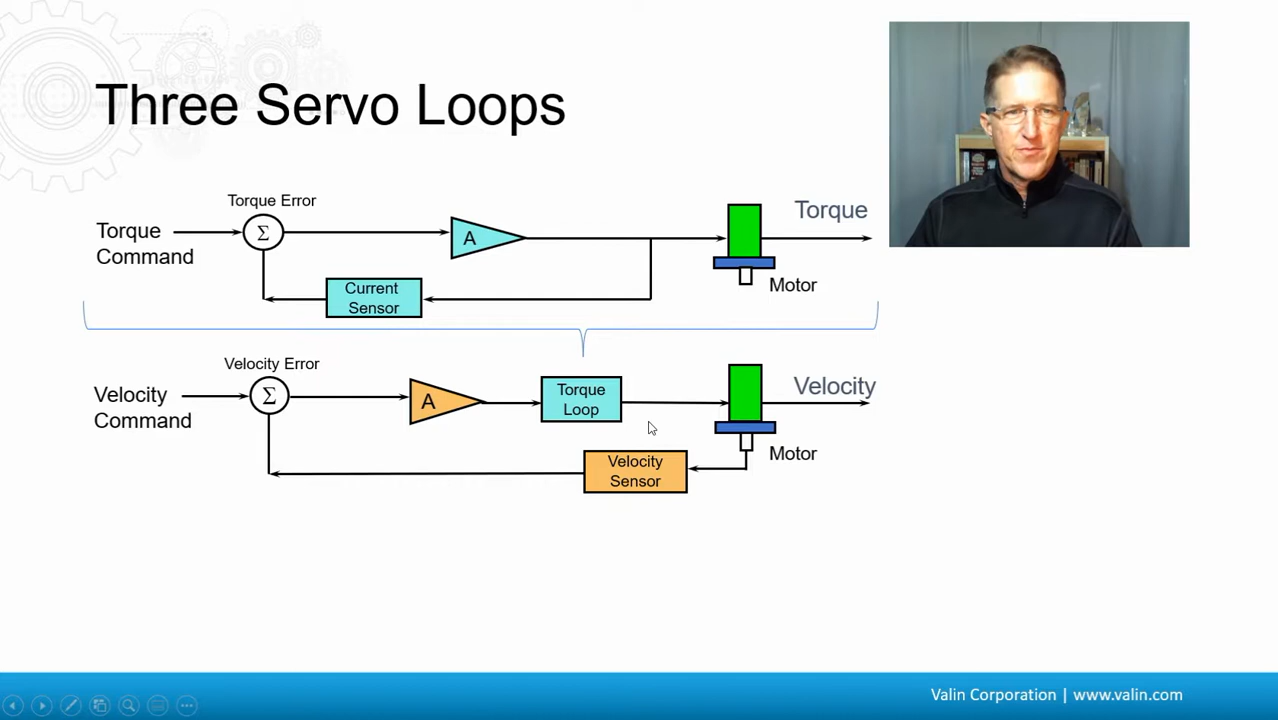 Three Servo Loops
Torque Error
Torque
Command
Σ
A
Torque
Current
Sensor
Motor
Velocity Error
Velocity
Command
Σ
A
Torque
Loop
Velocity
Velocity
Sensor
Motor
Valin Corporation | www.valin.com